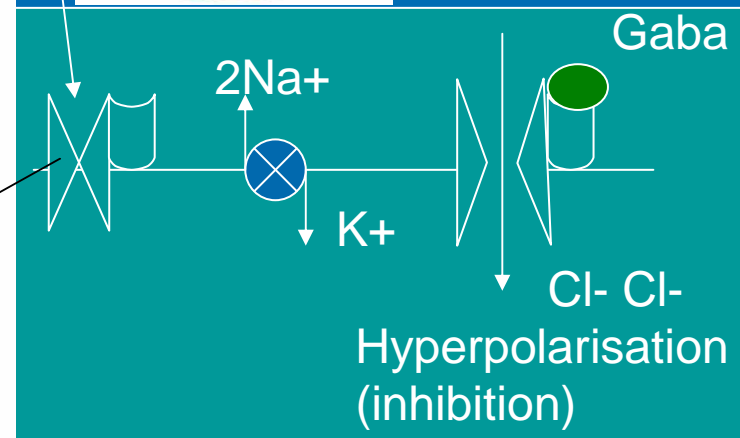 Gaba
2Na+
K+
Cl- Cl-
Hyperpolarisation
(inhibition)